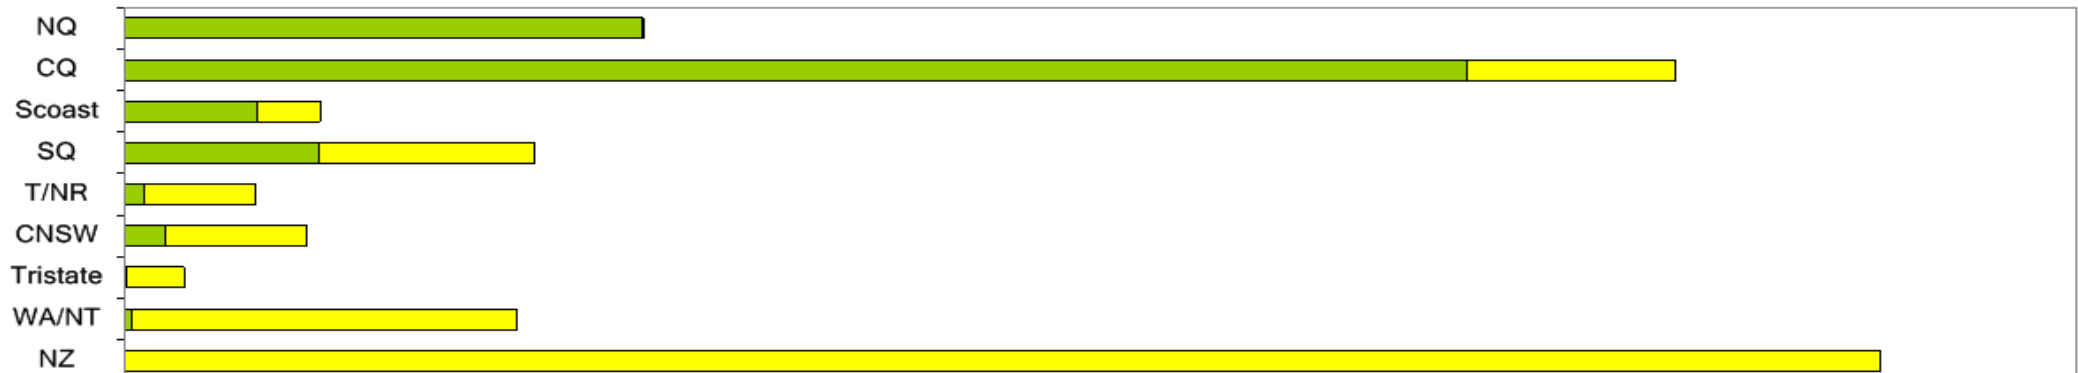 NQ
CQ
Scoast
SQ
T/NR
CNSW
Tristate
WA/NT
NZ